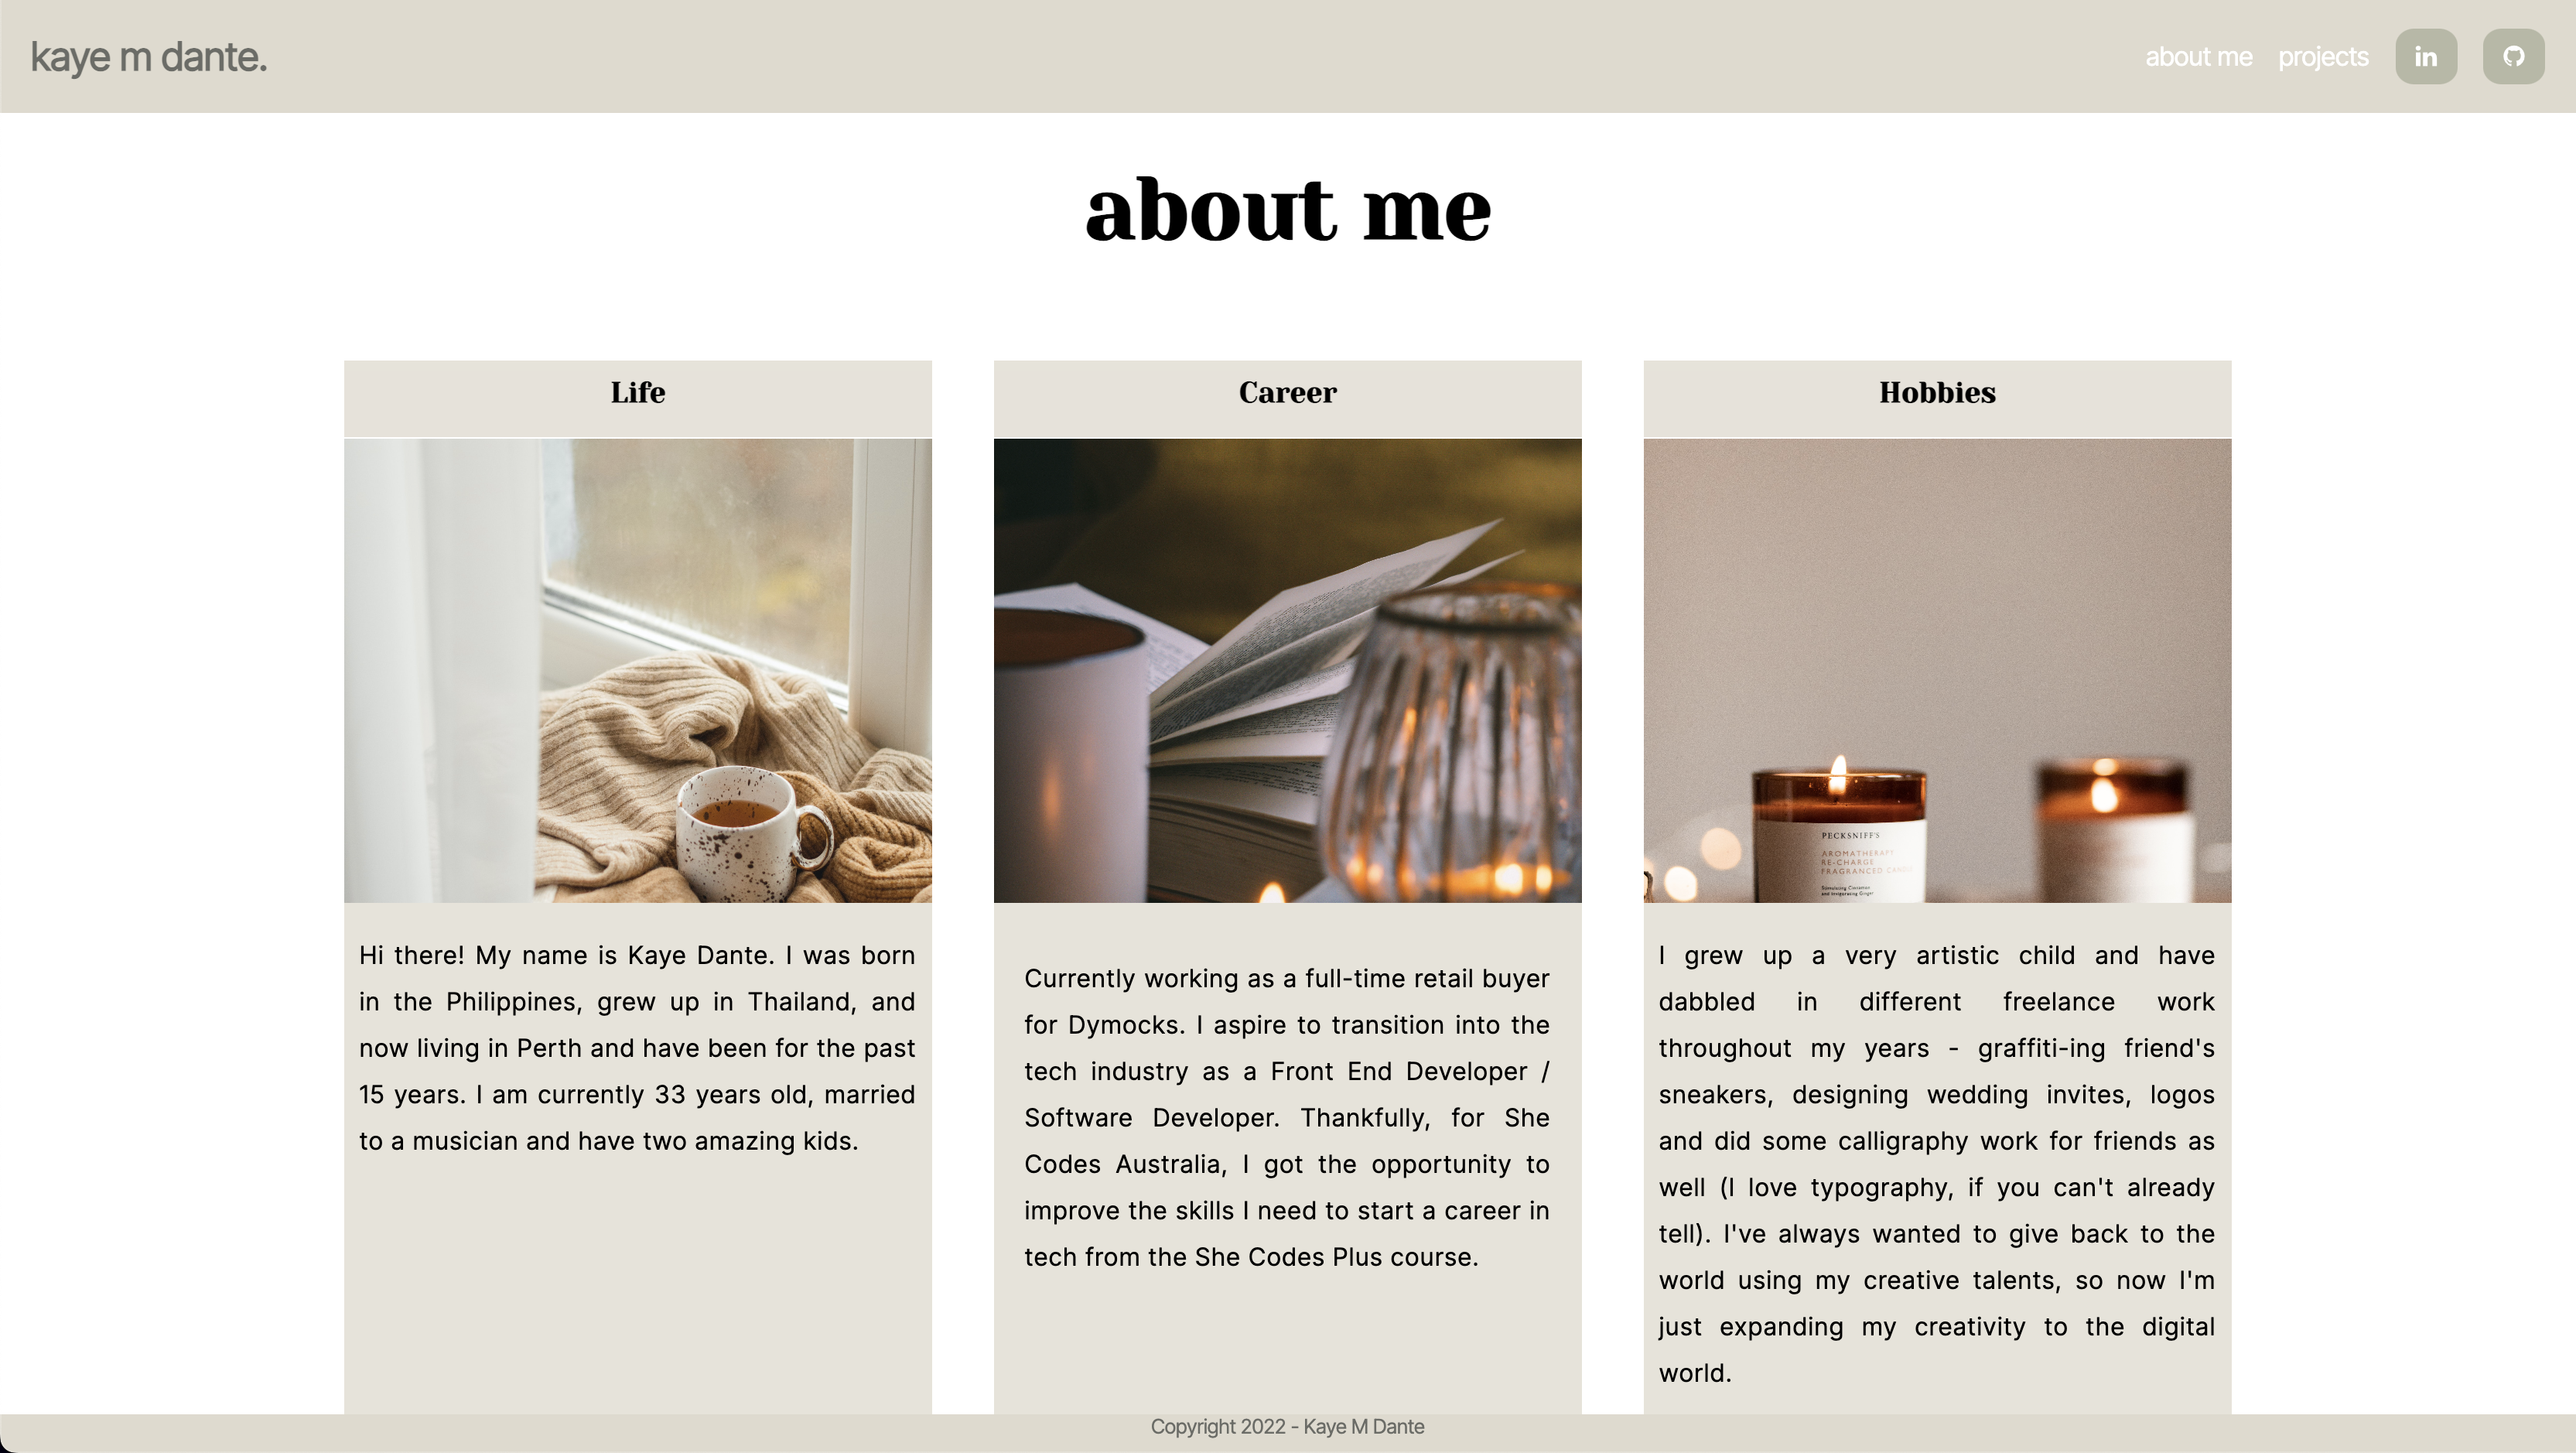 kaye m dante.
about me
projects
in
about me
Life
Career
Hobbies
PECKSNIFF'S
AROMATHERAPY
RE-CHARGE
FRAGRANCED
Hi there! My name is Kaye Dante. I was born
in the Philippines, grew up in Thailand, and
now living in Perth and have been for the past
15 years. I am currently 33 years old, married
to a musician and have two amazing kids.
Currently working as a full-time retail buyer
for Dymocks. I aspire to transition into the
tech industry as a Front End Developer /
Software Developer. Thankfully, for She
Codes Australia, I got the opportunity to
improve the skills I need to start a career in
tech from the She Codes Plus course.
I grew up a very artistic child and have
dabbled in different freelance work
throughout my years - graffiti-ing friend's
sneakers, designing wedding invites, logos
and did some calligraphy work for friends as
well (I love typography, if you can't already
tell). I've always wanted to give back to the
world using my creative talents, so now I'm
just expanding my creativity to the digital
world.
Copyright 2022 - Kaye M Dante